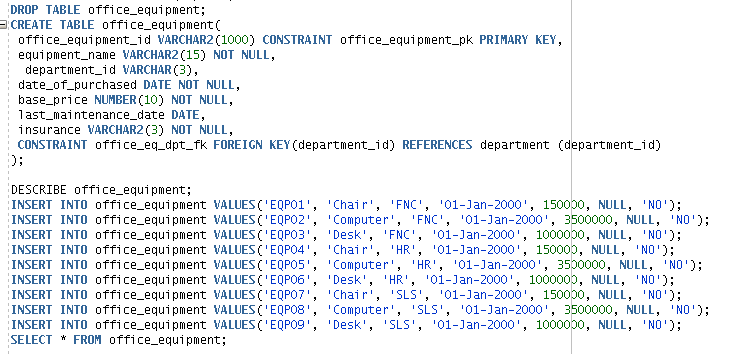 DROP TABLE office_equipment;
CREATE TABLE office_equipment(
office_equipment_id VARCHAR2(1000) CONSTRAINT office_equipment_pk PRIMARY KEY,
equipment_name VARCHAR2(15) NOT NULL,
department_id VARCHAR(3),
date_of_purchased DATE NOT NULL,
base_price NUMBER(10) NOT NULL,
last_maintenance_date DATE,
insurance VARCHAR2(3) NOT NULL,
CONSTRAINT office_eq_dpt_fk FOREIGN KEY(department_id) REFERENCES department (department_id)
);
DESCRIBE office_equipment;
INSERT INTO office_equipment VALUES('EQP01', 'Chair', 'FNC', '01-Jan-2000', 150000, NULL, 'NO');
INSERT INTO office_equipment VALUES('EQP02', 'Computer', 'FNC', '01-Jan-2000', 3500000, NULL, 'NO');
INSERT INTO office_equipment VALUES('EQP03', 'Desk', 'FNC', '01-Jan-2000', 1000000, NULL, 'NO');
INSERT INTO office_equipment VALUES('EQP04', 'Chair', 'HR', '01-Jan-2000', 150000, NULL, 'NO');
INSERT INTO office_equipment VALUES('EQP05', 'Computer', 'HR', '01-Jan-2000', 3500000, NULL, 'NO');
INSERT INTO office_equipment VALUES('EQP06', 'Desk', 'HR', '01-Jan-2000', 1000000, NULL, 'NO');
INSERT INTO office_equipment VALUES('EQP07', 'Chair', 'SLS', '01-Jan-2000', 150000, NULL, 'NO');
INSERT INTO office_equipment VALUES('EQP08', 'Computer', 'SLS', '01-Jan-2000', 3500000, NULL, 'NO');
INSERT INTO office_equipment VALUES('EQP09', 'Desk', 'SLS', '01-Jan-2000', 1000000, NULL, 'NO');
SELECT * FROM office_equipment;